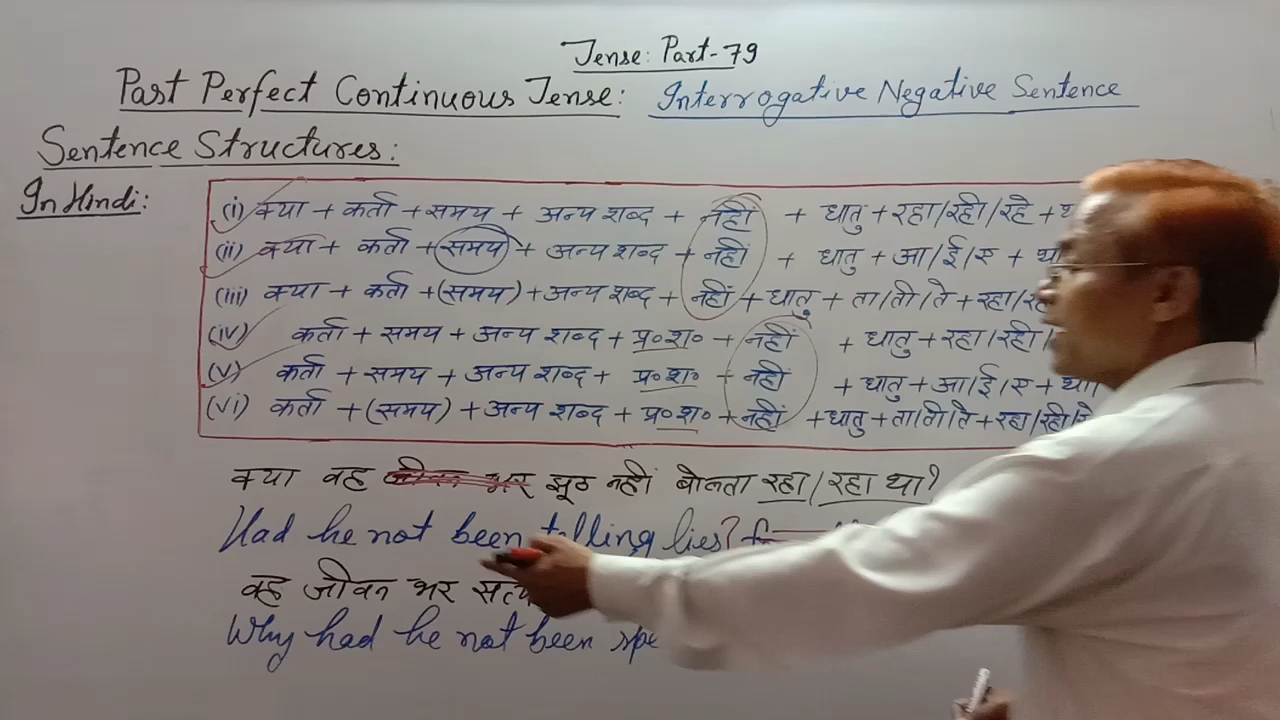 Tense: Part-79
Past Perfect Continuous Tense: Interrogative Negative Sentence
Sentence Structures:
In Hindi:
(i) क्या + कर्ता + समय + अन्य शब्द + नहीं + धातु + रहा/रही/रहे +
(ii) क्या + कर्ता + समय + अन्य शब्द + नहीं + धातु + आ/ई/ए + था
(iii) क्या + कर्ता + (समय) + अन्य शब्द + नहीं + धातु + ता/ती/ते + रहा/
(iv) कर्ता + समय + अन्य शब्द + प्र॰श॰ + नहीं + धातु + रहा/रही/
(v) कर्ता + समय + अन्य शब्द + प्र॰श॰ + नहीं + धातु + आ/ई/ए + था/
(vi) कर्ता + (समय) + अन्य शब्द + प्र॰श॰ + नहीं + धातु + ता/ती/ते + रहा/रही/
क्या वह झूठ नहीं बोलता रहा/रहा था?
Had he not been telling lies?
वह जीवन भर
Why had he not been